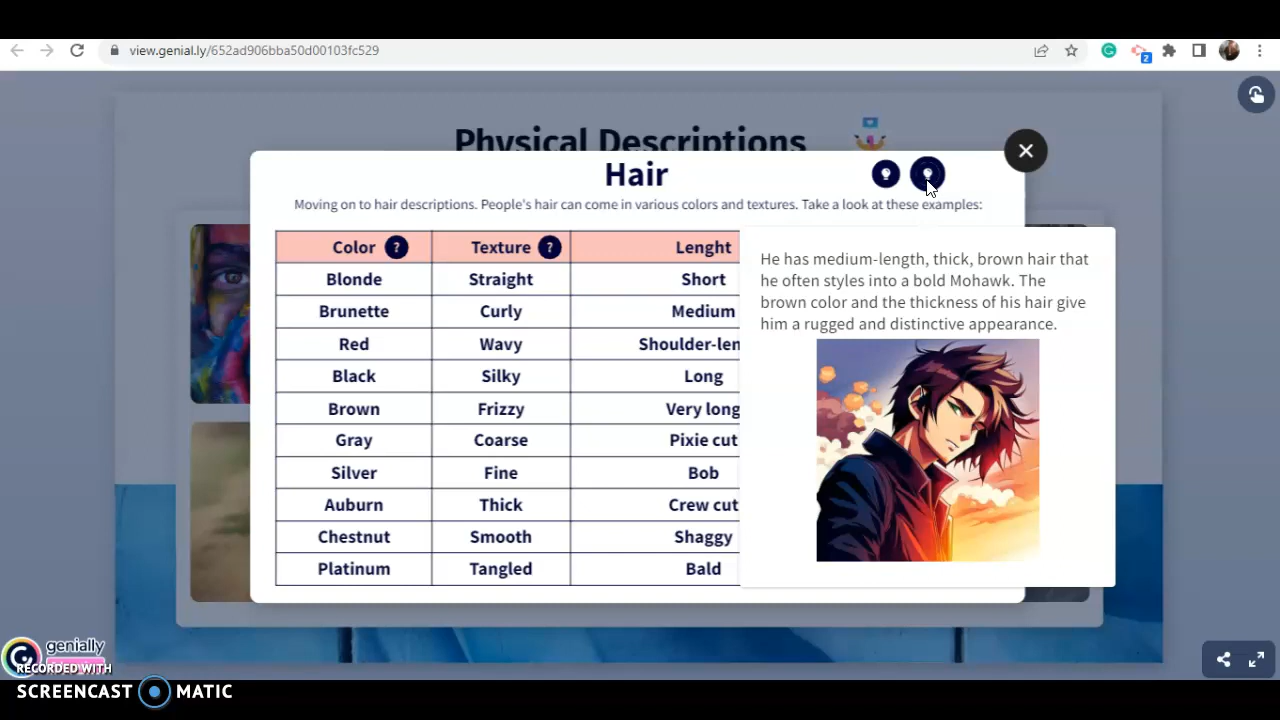 view.genial.ly/652ad906bba50d00103fc529
2
Physical Descriptions
Hair
Moving on to hair descriptions. People's hair can come in various colors and textures. Take a look at these examples:
Color ? Texture ? Lenght
Blonde Straight Short
Brunette Curly Medium
Red Wavy Shoulder-len
Black Silky Long
Brown Frizzy Very long
Gray Coarse Pixie cut
Silver Fine Bob
Auburn Thick Crew cut
Chestnut Smooth Shaggy
Platinum Tangled Bald
He has medium-length, thick, brown hair that
he often styles into a bold Mohawk. The
brown color and the thickness of his hair give
him a rugged and distinctive appearance.
genially
RECORDED WITH
SCREENCAST MATIC